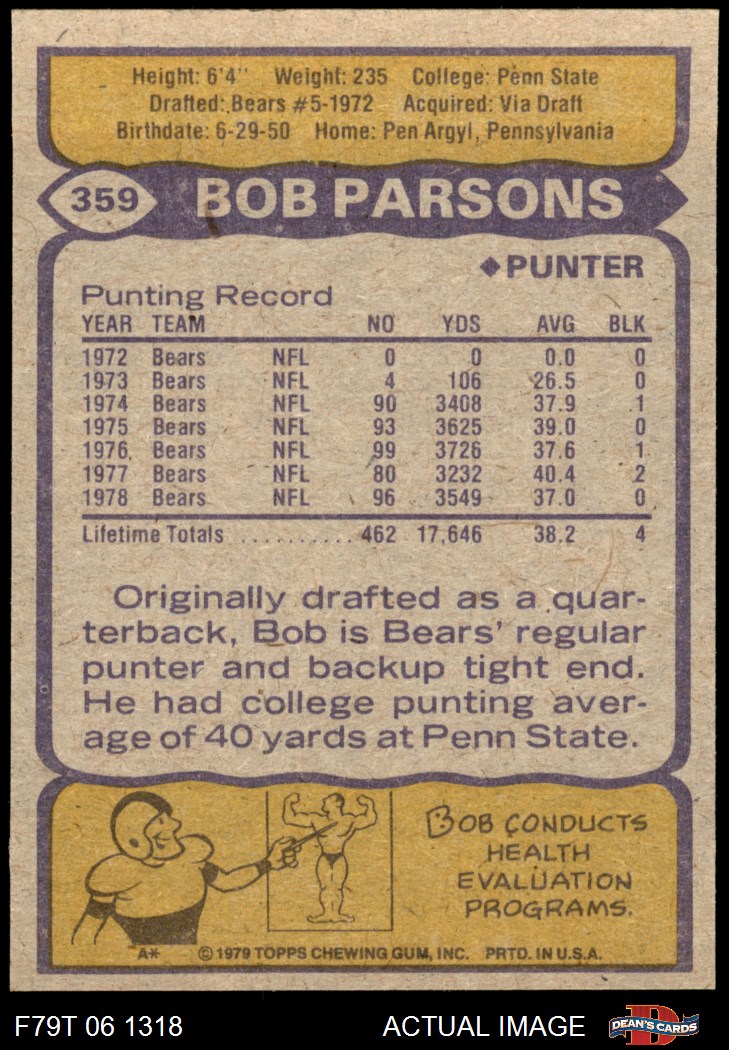 Height: 6'4" Weight: 235 College: Penn State
Drafted: Bears #5-1972 Acquired: Via Draft
Birthdate: 6-29-50 Home: Pen Argyl, Pennsylvania
359 BOB PARSONS
◆PUNTER
Punting Record
YEAR TEAM NO YDS AVG BLK
1972 Bears NFL 0 0 0.0 0
1973 Bears NFL 4 106 26.5 0
1974 Bears NFL 90 3408 37.9 1
1975 Bears NFL 93 3625 39.0 0
1976 Bears NFL 99 3726 37.6 1
1977 Bears NFL 80 3232 40.4 2
1978 Bears NFL 96 3549 37.0 0
Lifetime Totals .......... 462 17,646 38.2 4
Originally drafted as a quar-
terback, Bob is Bears' regular
punter and backup tight end.
He had college punting aver-
age of 40 yards at Penn State.
BOB CONDUCTS
HEALTH
EVALUATION
PROGRAMS.
A* © 1979 TOPPS CHEWING GUM, INC. PRTD. IN U.S.A.
F79T 06 1318 ACTUAL IMAGE D DEAN'S CARDS